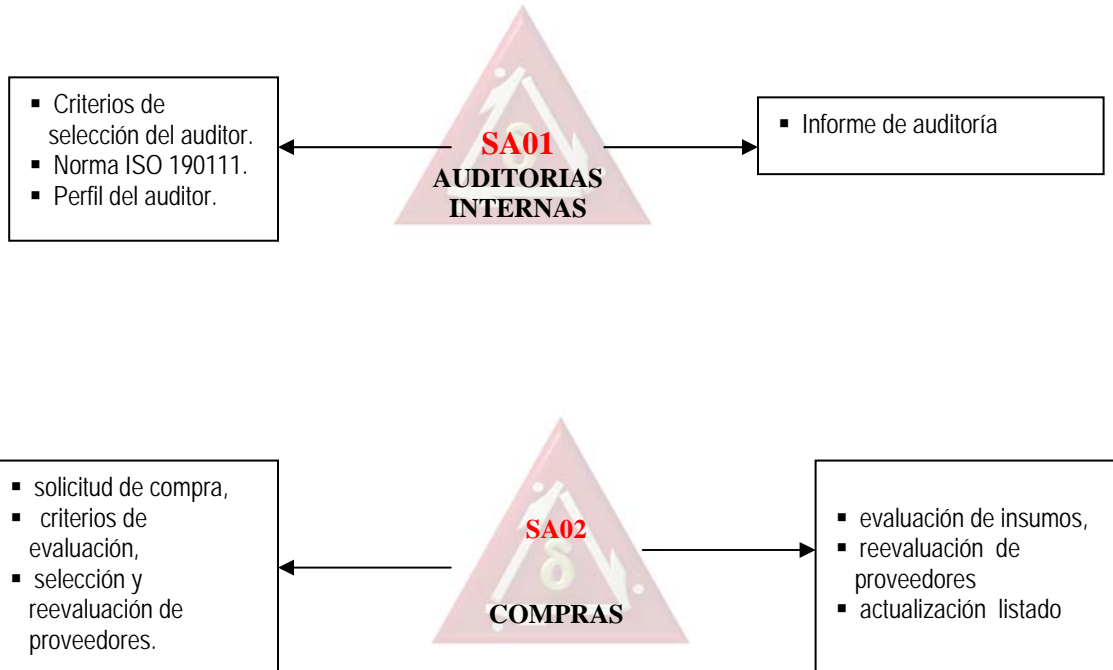 ▪ Criterios de
selección del auditor.
▪ Norma ISO 190111.
▪ Perfil del auditor.
SA01
AUDITORIAS
INTERNAS
▪ Informe de auditoría
▪ solicitud de compra,
▪ criterios de
evaluación,
▪ selección y
reevaluación de
proveedores.
SA02
δ
COMPRAS
▪ evaluación de insumos,
▪ reevaluación de
proveedores
▪ actualización listado